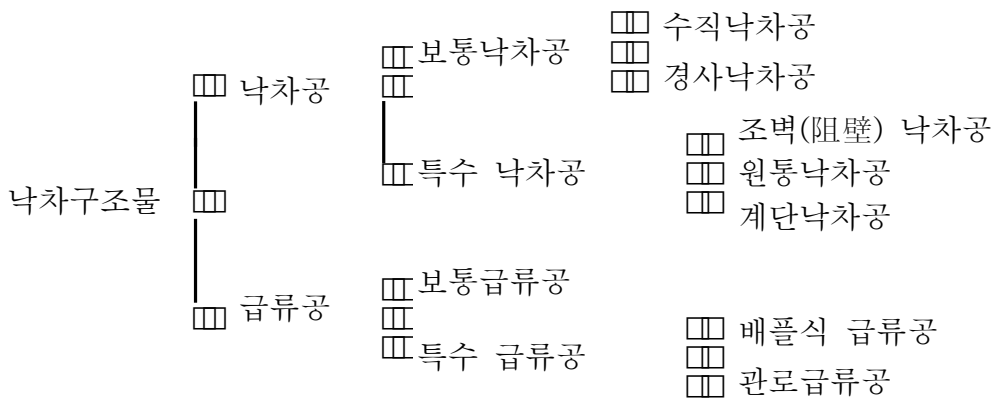 낙차구조물
낙차공
보통낙차공
수직낙차공
경사낙차공
특수 낙차공
조벽(阻壁) 낙차공
원통낙차공
계단낙차공
급류공
보통급류공
특수 급류공
배플식 급류공
관로급류공